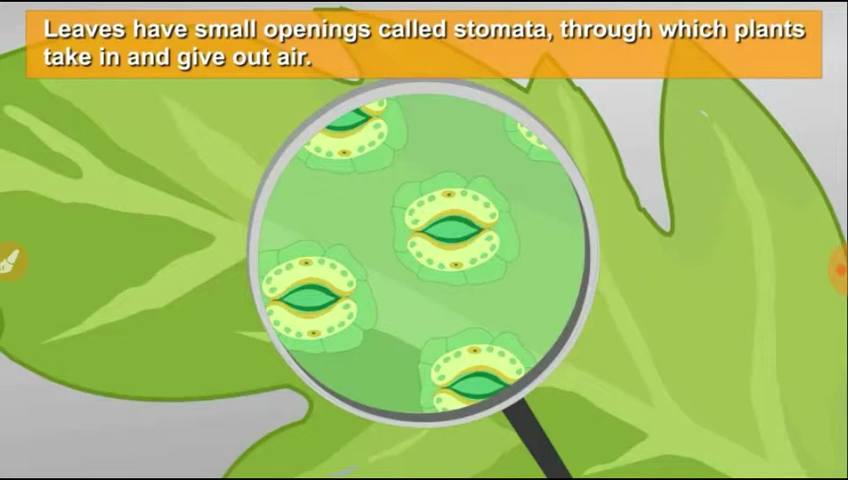 Leaves have small openings called stomata, through which plants
take in and give out air.